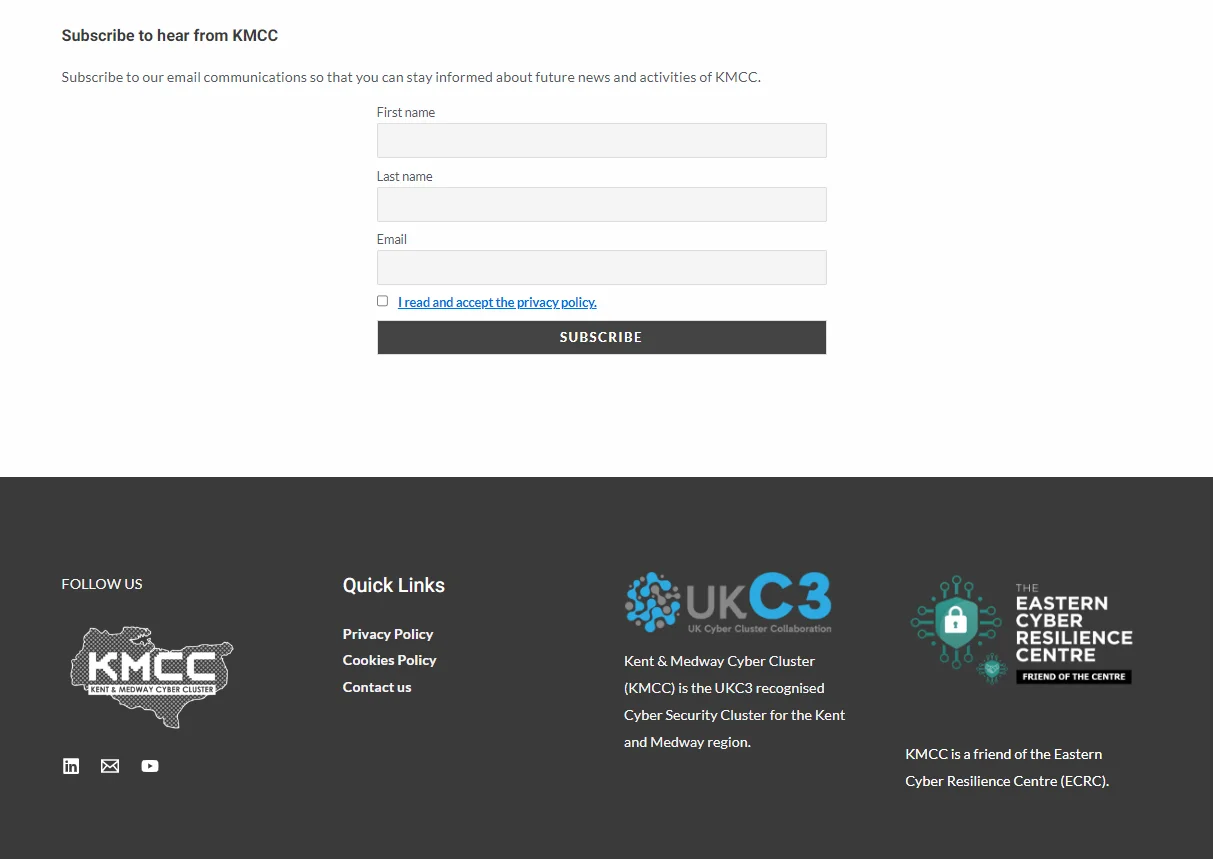 Subscribe to hear from KMCC
Subscribe to our email communications so that you can stay informed about future news and activities of KMCC.
First name
Last name
Email
I read and accept the privacy policy.
SUBSCRIBE
FOLLOW US
KMCC
KENT & MEDWAY CYBER CLUSTER
in
Quick Links
Privacy Policy
Cookies Policy
Contact us
UKC3
UK Cyber Cluster Collaboration
Kent & Medway Cyber Cluster
(KMCC) is the UKC3 recognised
Cyber Security Cluster for the Kent
and Medway region.
THE
EASTERN
CYBER
RESILIENCE
CENTRE
FRIEND OF THE CENTRE
KMCC is a friend of the Eastern
Cyber Resilience Centre (ECRC).